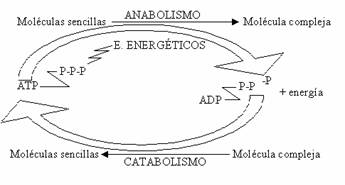 ANABOLISMO
Moléculas sencillas Molécula compleja
E. ENERGÉTICOS
P-P-P P-P -P
ATP ADP + energía
Moléculas sencillas Molécula compleja
CATABOLISMO